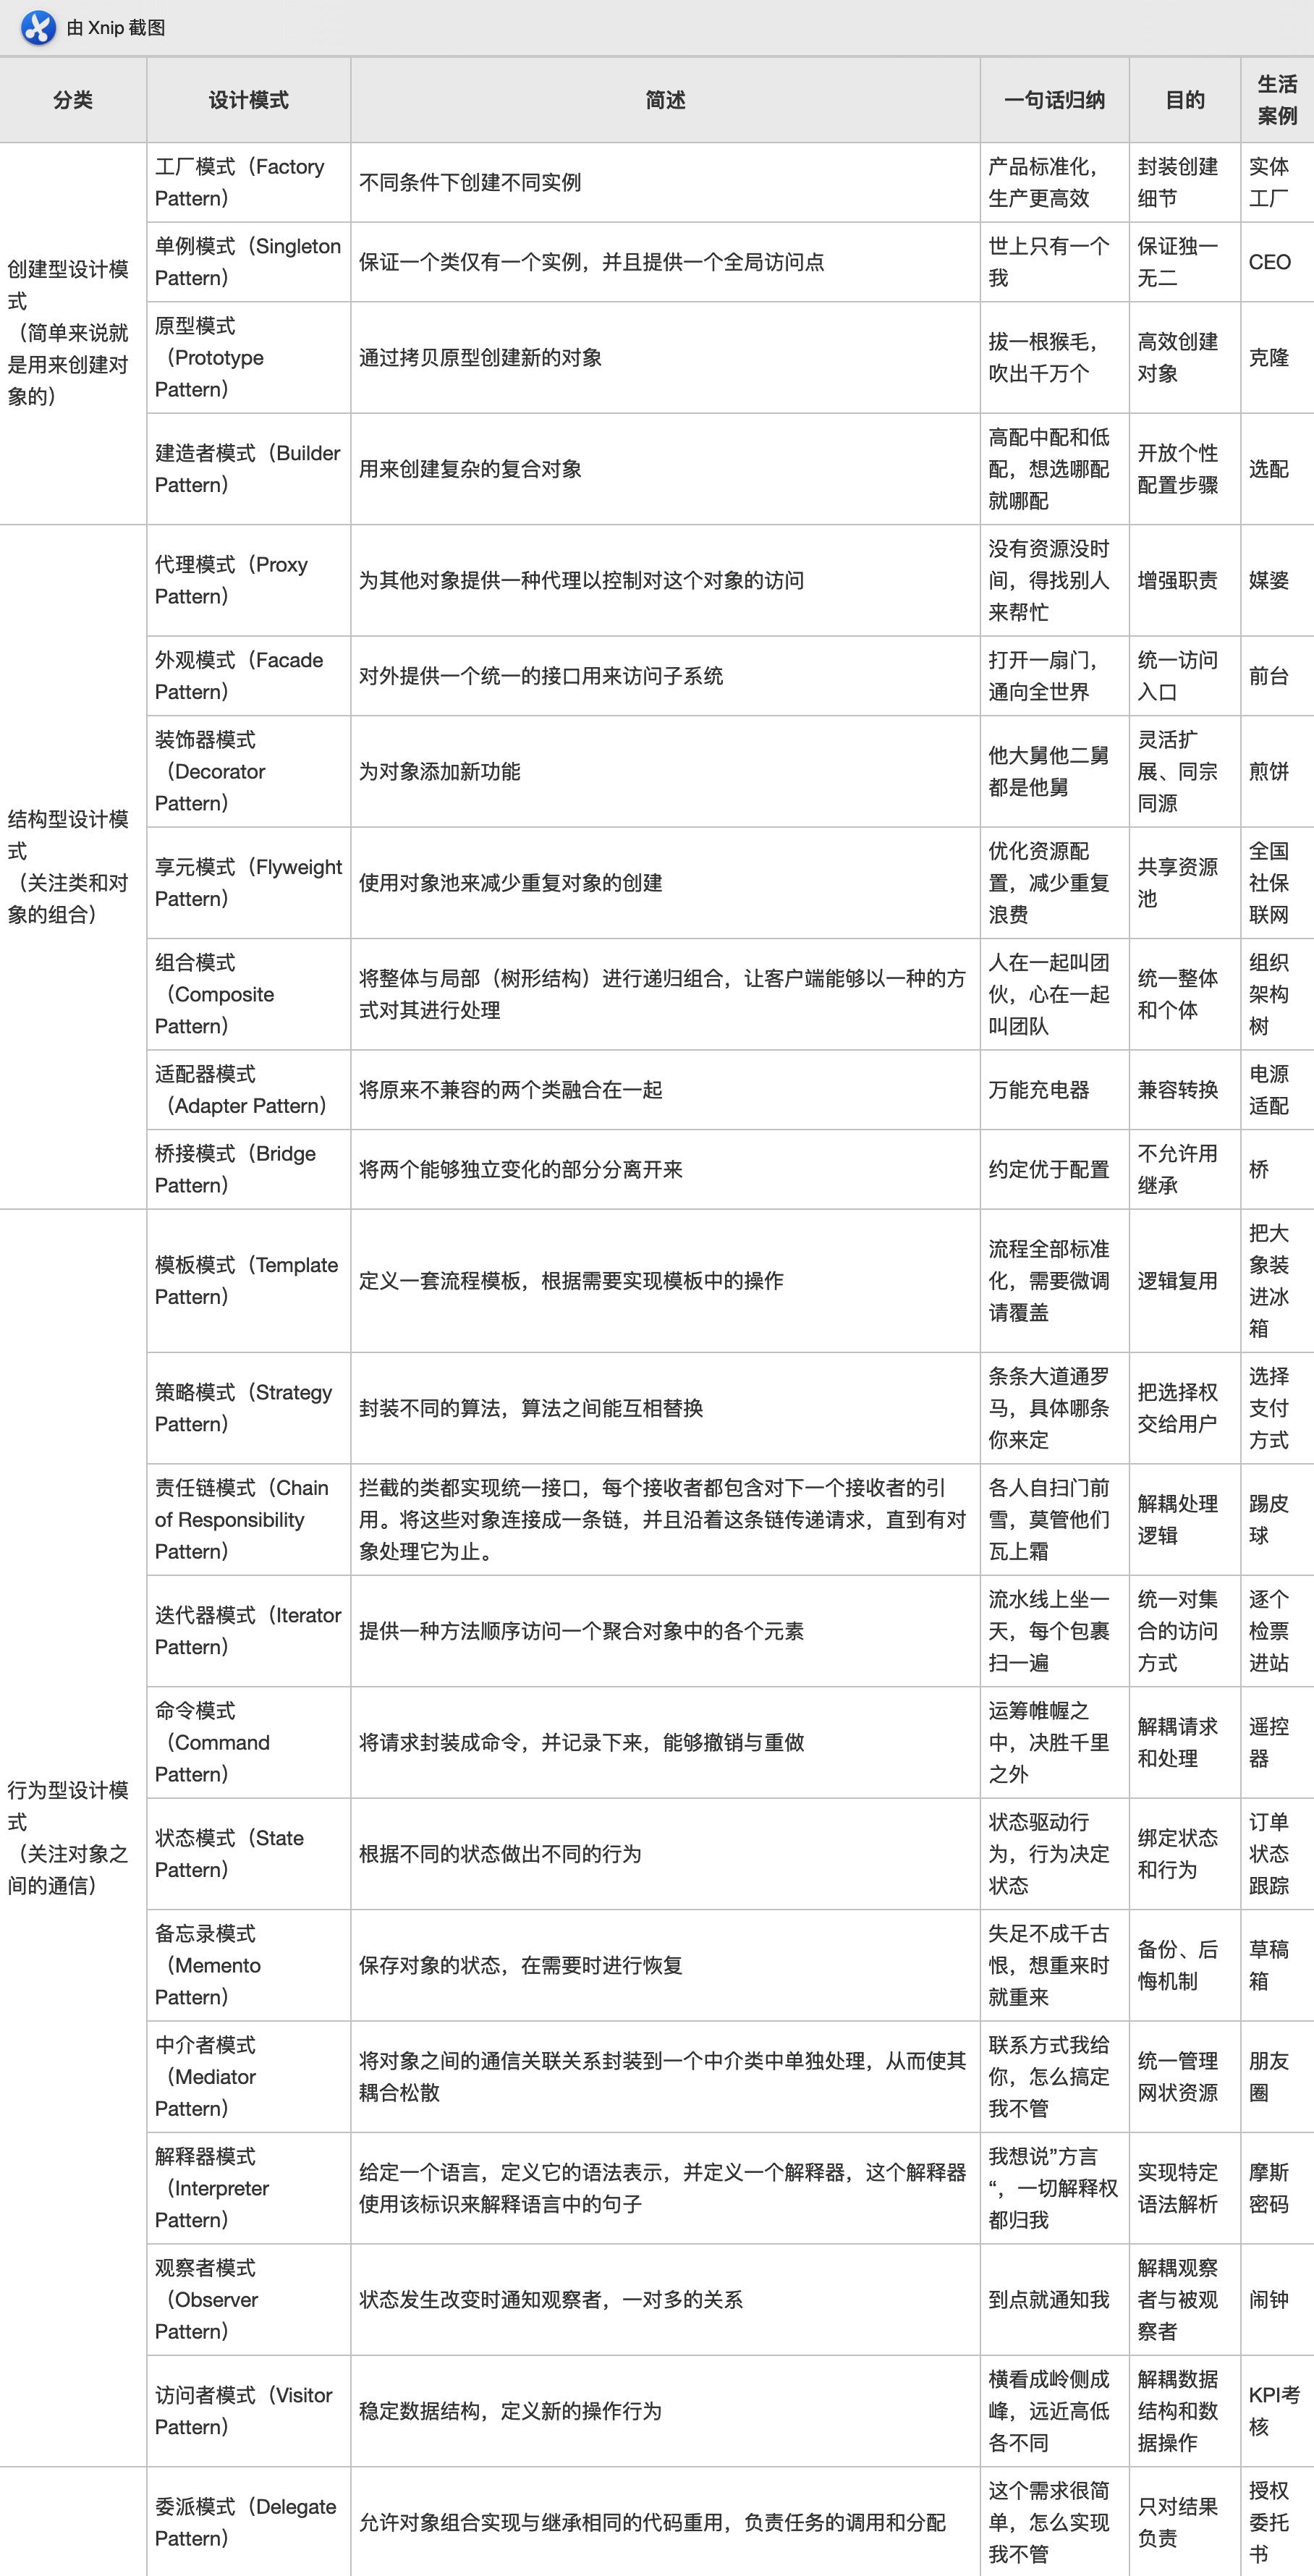 由 Xnip 截图
分类
设计模式
简述
一句话归纳
目的
生活
案例
创建型设计模
式
（简单来说就
是用来创建对
象的）
工厂模式（Factory
Pattern）
不同条件下创建不同实例
产品标准化，
生产更高效
封装创建
细节
实体
工厂
单例模式（Singleton
Pattern）
保证一个类仅有一个实例，并且提供一个全局访问点
世上只有一个
我
保证独一
无二
CEO
原型模式
（Prototype
Pattern）
通过拷贝原型创建新的对象
拔一根猴毛，
吹出千万个
高效创建
对象
克隆
建造者模式（Builder
Pattern）
用来创建复杂的复合对象
高配中配和低
配，想选哪配
就哪配
开放个性
配置步骤
选配
结构型设计模
式
（关注类和对
象的组合）
代理模式（Proxy
Pattern）
为其他对象提供一种代理以控制对这个对象的访问
没有资源没时
间，得找别人
来帮忙
增强职责
媒婆
外观模式（Facade
Pattern）
对外提供一个统一的接口用来访问子系统
打开一扇门，
通向全世界
统一访问
入口
前台
装饰器模式
（Decorator
Pattern）
为对象添加新功能
他大舅他二舅
都是他舅
灵活扩
展、同宗
同源
煎饼
享元模式（Flyweight
Pattern）
使用对象池来减少重复对象的创建
优化资源配
置，减少重复
浪费
共享资源
池
全国
社保
联网
组合模式
（Composite
Pattern）
将整体与局部（树形结构）进行递归组合，让客户端能够以一种的方
式对其进行处理
人在一起叫团
伙，心在一起
叫团队
统一整体
和个体
组织
架构
树
适配器模式
（Adapter Pattern）
将原来不兼容的两个类融合在一起
万能充电器
兼容转换
电源
适配
桥接模式（Bridge
Pattern）
将两个能够独立变化的部分分离开来
约定优于配置
不允许用
继承
桥
行为型设计模
式
（关注对象之
间的通信）
模板模式（Template
Pattern）
定义一套流程模板，根据需要实现模板中的操作
流程全部标准
化，需要微调
请覆盖
逻辑复用
把大
象装
进冰
箱
策略模式（Strategy
Pattern）
封装不同的算法，算法之间能互相替换
条条大道通罗
马，具体哪条
你来定
把选择权
交给用户
选择
支付
方式
责任链模式（Chain
of Responsibility
Pattern）
拦截的类都实现统一接口，每个接收者都包含对下一个接收者的引
用。将这些对象连接成一条链，并且沿着这条链传递请求，直到有对
象处理它为止。
各人自扫门前
雪，莫管他们
瓦上霜
解耦处理
逻辑
踢皮
球
迭代器模式（Iterator
Pattern）
提供一种方法顺序访问一个聚合对象中的各个元素
流水线上坐一
天，每个包裹
扫一遍
统一对集
合的访问
方式
逐个
检票
进站
命令模式
（Command
Pattern）
将请求封装成命令，并记录下来，能够撤销与重做
运筹帷幄之
中，决胜千里
之外
解耦请求
和处理
遥控
器
状态模式（State
Pattern）
根据不同的状态做出不同的行为
状态驱动行
为，行为决定
状态
绑定状态
和行为
订单
状态
跟踪
备忘录模式
（Memento
Pattern）
保存对象的状态，在需要时进行恢复
失足不成千古
恨，想重来时
就重来
备份、后
悔机制
草稿
箱
中介者模式
（Mediator
Pattern）
将对象之间的通信关联关系封装到一个中介类中单独处理，从而使其
耦合松散
联系方式我给
你，怎么搞定
我不管
统一管理
网状资源
朋友
圈
解释器模式
（Interpreter
Pattern）
给定一个语言，定义它的语法表示，并定义一个解释器，这个解释器
使用该标识来解释语言中的句子
我想说”方言
“，一切解释权
都归我
实现特定
语法解析
摩斯
密码
观察者模式
（Observer
Pattern）
状态发生改变时通知观察者，一对多的关系
到点就通知我
解耦观察
者与被观
察者
闹钟
访问者模式（Visitor
Pattern）
稳定数据结构，定义新的操作行为
横看成岭侧成
峰，远近高低
各不同
解耦数据
结构和数
据操作
KPI考
核
委派模式（Delegate
Pattern）
允许对象组合实现与继承相同的代码重用，负责任务的调用和分配
这个需求很简
单，怎么实现
我不管
只对结果
负责
授权
委托
书